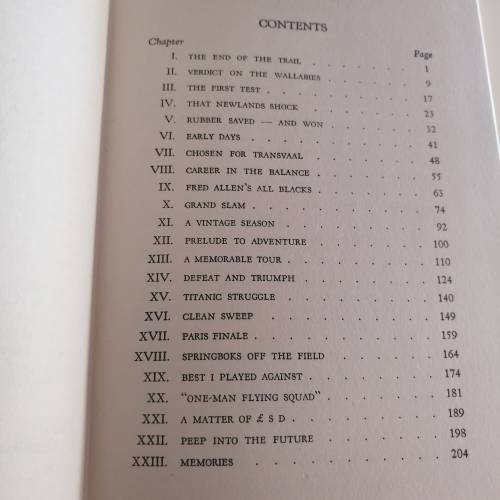 CONTENTS
Chapter Page
I. THE END OF THE TRAIL . . . . . . . 1
II. VERDICT ON THE WALLABIES . . . . . . 9
III. THE FIRST TEST . . . . . . . . . 17
IV. THAT NEWLANDS SHOCK . . . . . . . 23
V. RUBBER SAVED — AND WON . . . . . . 32
VI. EARLY DAYS . . . . . . . . . 41
VII. CHOSEN FOR TRANSVAAL . . . . . . . 48
VIII. CAREER IN THE BALANCE . . . . . . . 55
IX. FRED ALLEN'S ALL BLACKS . . . . . . . 63
X. GRAND SLAM . . . . . . . . . 74
XI. A VINTAGE SEASON . . . . . . . . 92
XII. PRELUDE TO ADVENTURE . . . . . . . 100
XIII. A MEMORABLE TOUR . . . . . . . . 110
XIV. DEFEAT AND TRIUMPH . . . . . . . . 124
XV. TITANIC STRUGGLE . . . . . . . . 140
XVI. CLEAN SWEEP . . . . . . . . . 149
XVII. PARIS FINALE . . . . . . . . . 159
XVIII. SPRINGBOKS OFF THE FIELD . . . . . . 164
XIX. BEST I PLAYED AGAINST . . . . . . . 174
XX. "ONE-MAN FLYING SQUAD" . . . . . . . 181
XXI. A MATTER OF £ S D . . . . . . . . 189
XXII. PEEP INTO THE FUTURE . . . . . . . 198
XXIII. MEMORIES . . . . . . . . . . 204